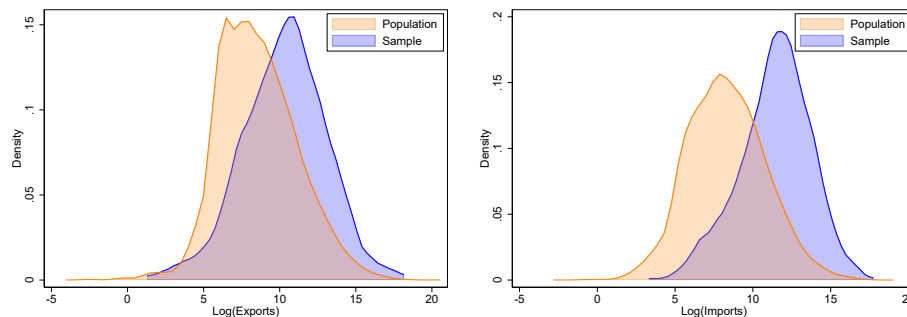 Population
Sample
Density
0
.05
.1
.15
-5
0
5
10
15
20
Log(Exports)
Population
Sample
Density
0
.05
.1
.15
.2
-5
0
5
10
15
Log(Imports)